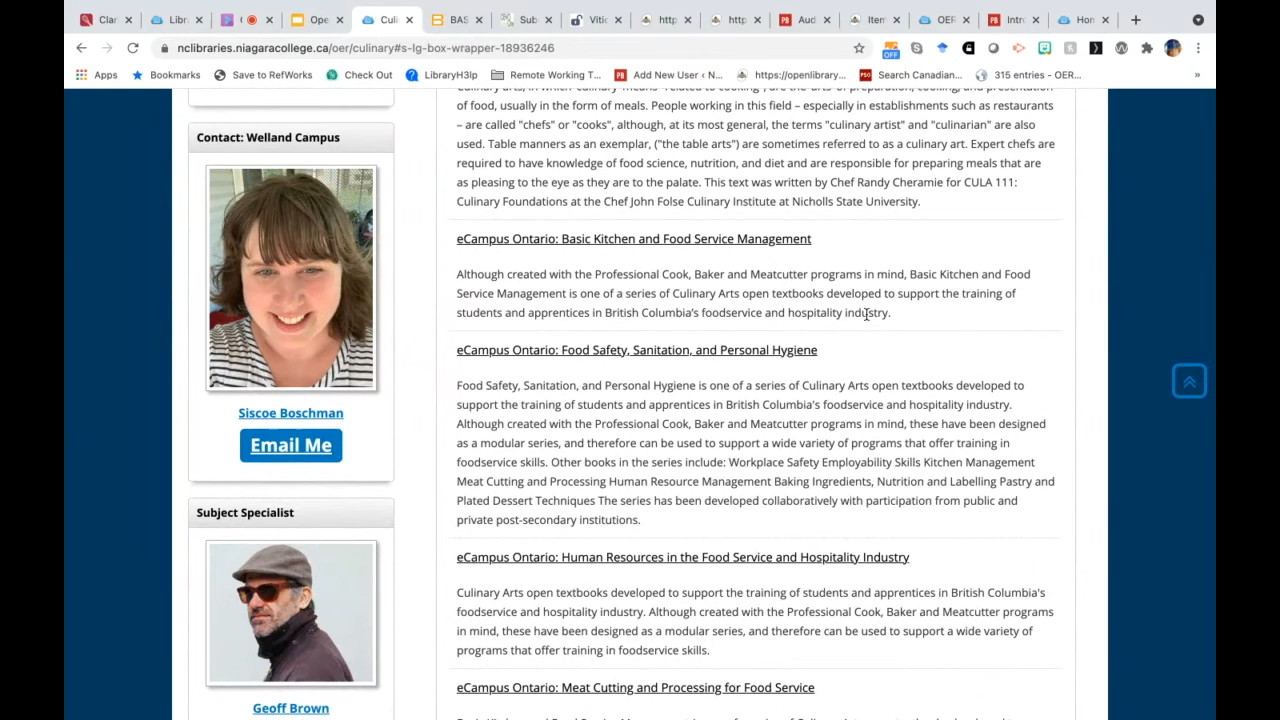 Clar
Libra
C
Ope
Culi
BAS
Sub
Vitic
http
http
Aud
Item
OER
Intro
Hon
nclibraries.niagaracollege.ca/oer/culinary#s-lg-box-wrapper-18936246
OFF
Apps
Bookmarks
Save to RefWorks
Check Out
LibraryH3lp
Remote Working T...
Add New User ‹ N...
https://openlibrary...
Search Canadian...
315 entries - OER...
»
Contact: Welland Campus
Siscoe Boschman
Email Me
Subject Specialist
Geoff Brown
of food, usually in the form of meals. People working in this field – especially in establishments such as restaurants
– are called "chefs" or "cooks", although, at its most general, the terms "culinary artist" and "culinarian" are also
used. Table manners as an exemplar, ("the table arts") are sometimes referred to as a culinary art. Expert chefs are
required to have knowledge of food science, nutrition, and diet and are responsible for preparing meals that are
as pleasing to the eye as they are to the palate. This text was written by Chef Randy Cheramie for CULA 111:
Culinary Foundations at the Chef John Folse Culinary Institute at Nicholls State University.
eCampus Ontario: Basic Kitchen and Food Service Management
Although created with the Professional Cook, Baker and Meatcutter programs in mind, Basic Kitchen and Food
Service Management is one of a series of Culinary Arts open textbooks developed to support the training of
students and apprentices in British Columbia's foodservice and hospitality industry.
eCampus Ontario: Food Safety, Sanitation, and Personal Hygiene
Food Safety, Sanitation, and Personal Hygiene is one of a series of Culinary Arts open textbooks developed to
support the training of students and apprentices in British Columbia's foodservice and hospitality industry.
Although created with the Professional Cook, Baker and Meatcutter programs in mind, these have been designed
as a modular series, and therefore can be used to support a wide variety of programs that offer training in
foodservice skills. Other books in the series include: Workplace Safety Employability Skills Kitchen Management
Meat Cutting and Processing Human Resource Management Baking Ingredients, Nutrition and Labelling Pastry and
Plated Dessert Techniques The series has been developed collaboratively with participation from public and
private post-secondary institutions.
eCampus Ontario: Human Resources in the Food Service and Hospitality Industry
Culinary Arts open textbooks developed to support the training of students and apprentices in British Columbia's
foodservice and hospitality industry. Although created with the Professional Cook, Baker and Meatcutter programs
in mind, these have been designed as a modular series, and therefore can be used to support a wide variety of
programs that offer training in foodservice skills.
eCampus Ontario: Meat Cutting and Processing for Food Service